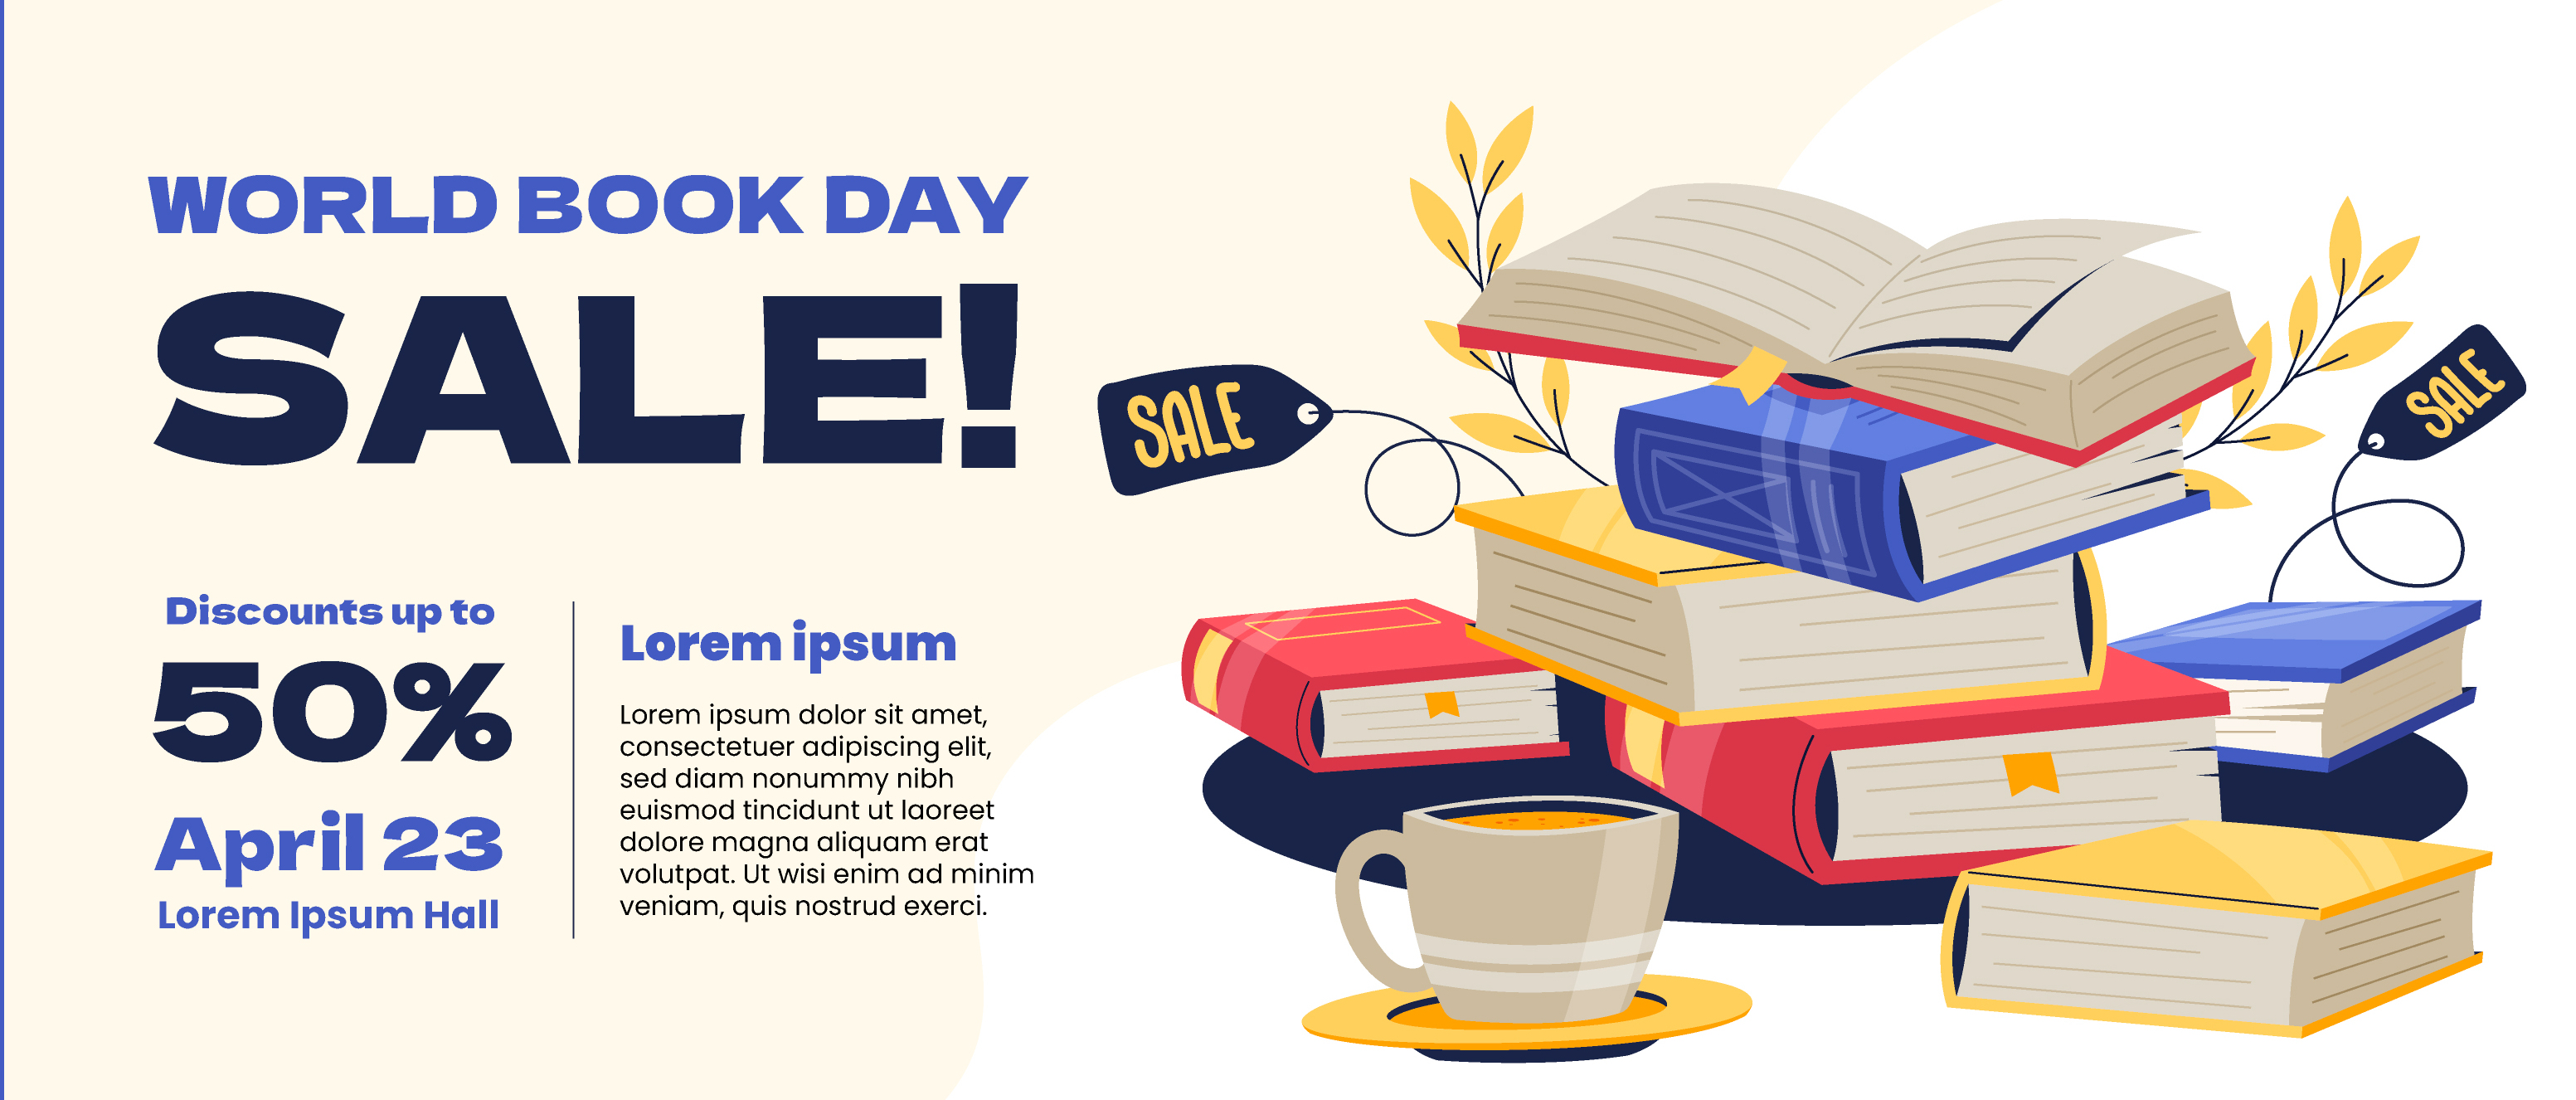 WORLD BOOK DAY
SALE!
Discounts up to
50%
April 23
Lorem Ipsum Hall
Lorem ipsum
Lorem ipsum dolor sit amet,
consectetuer adipiscing elit,
sed diam nonummy nibh
euismod tincidunt ut laoreet
dolore magna aliquam erat
volutpat. Ut wisi enim ad minim
veniam, quis nostrud exerci.
SALE
SALE